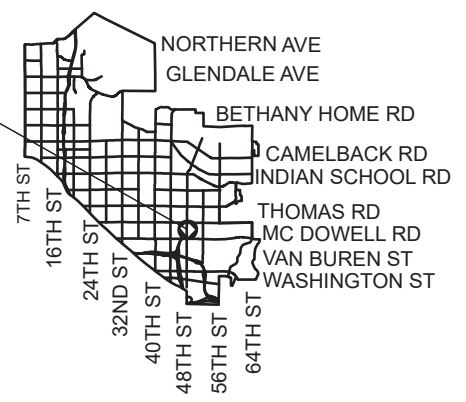 NORTHERN AVE
GLENDALE AVE
BETHANY HOME RD
CAMELBACK RD
INDIAN SCHOOL RD
THOMAS RD
MC DOWELL RD
VAN BUREN ST
WASHINGTON ST
7TH ST
16TH ST
24TH ST
32ND ST
40TH ST
48TH ST
56TH ST
64TH ST